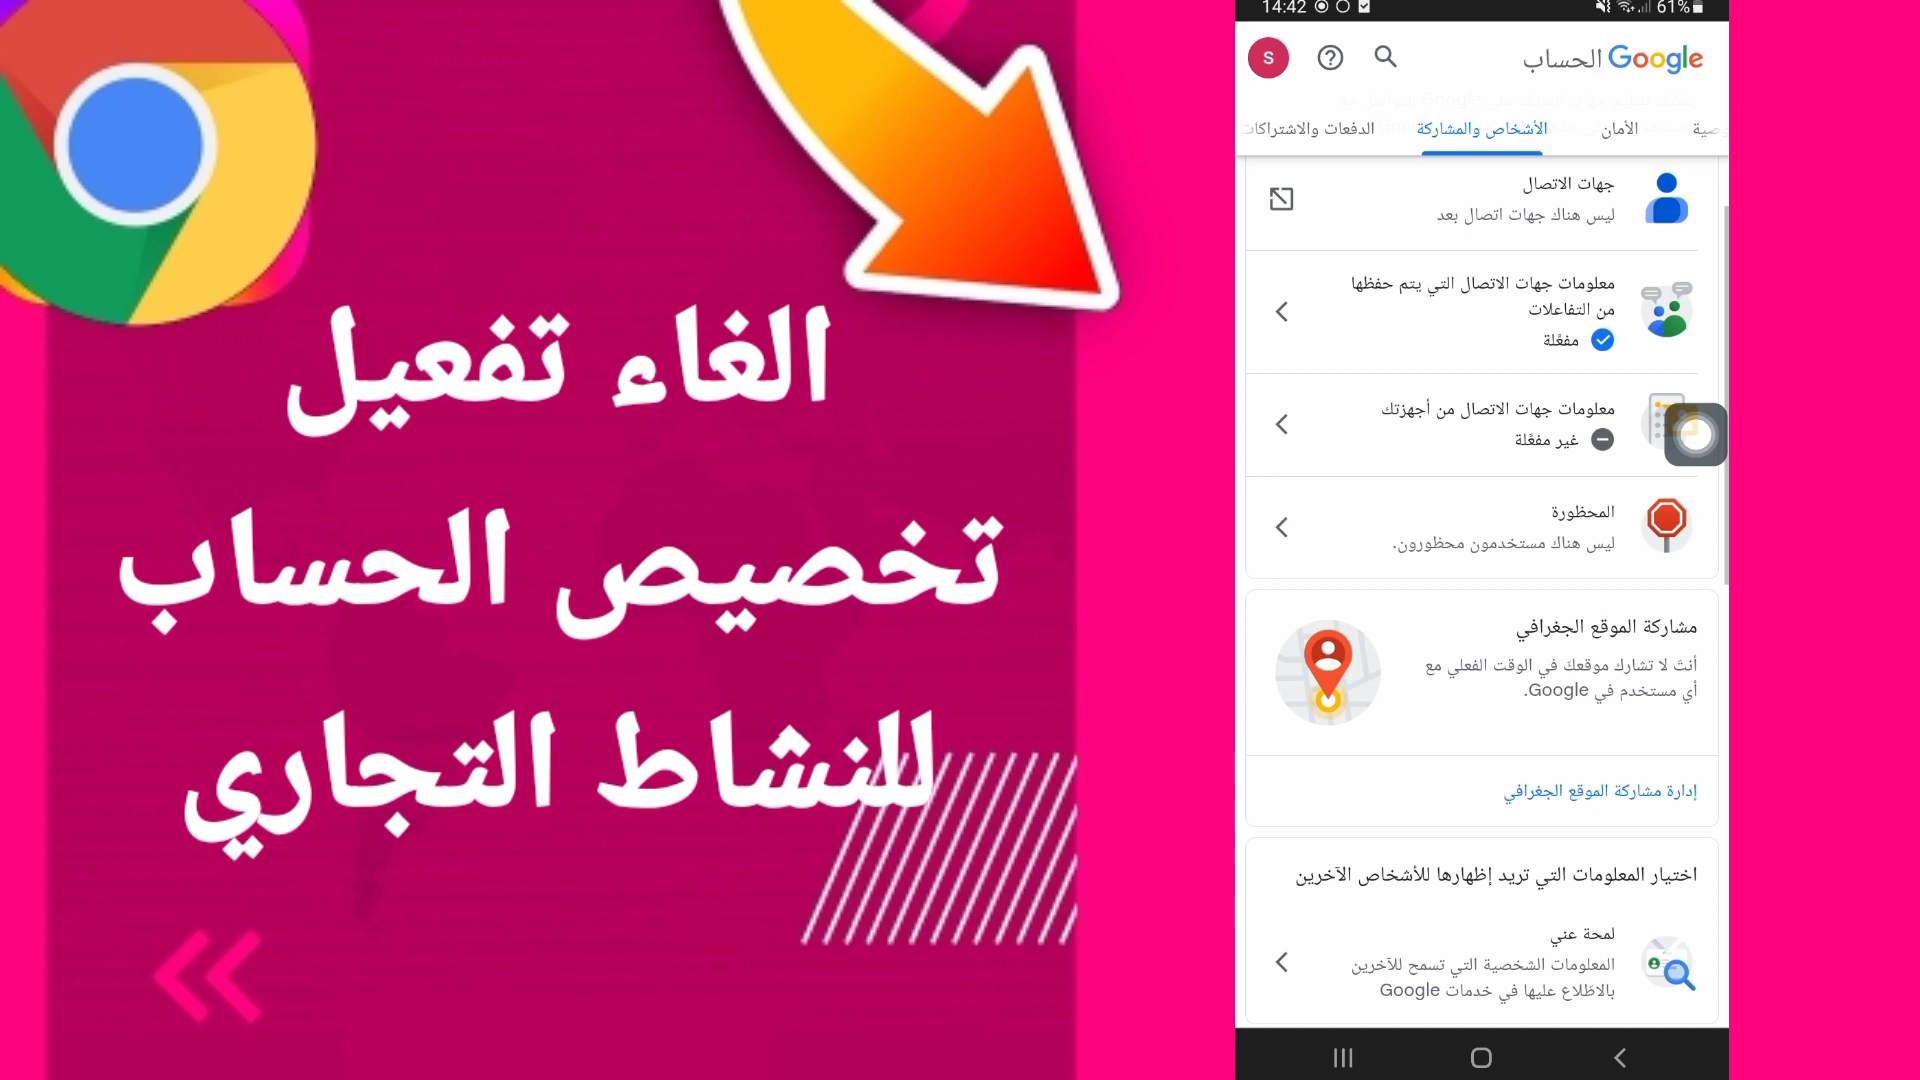 الغاء تفعيل
تخصيص الحساب
للنشاط التجاري
14:42
61%
S
Google الحساب
الأمان
الأشخاص والمشاركة
الدفعات والاشتراكات
جهات الاتصال
ليس هناك جهات اتصال بعد
معلومات جهات الاتصال التي يتم حفظها
من التفاعلات
مفعَّلة
معلومات جهات الاتصال من أجهزتك
غير مفعَّلة
المحظورة
ليس هناك مستخدمون محظورون.
مشاركة الموقع الجغرافي
أنتَ لا تشارك موقعك في الوقت الفعلي مع
أي مستخدم في Google.
إدارة مشاركة الموقع الجغرافي
اختيار المعلومات التي تريد إظهارها للأشخاص الآخرين
لمحة عني
المعلومات الشخصية التي تسمح للآخرين
بالاطّلاع عليها في خدمات Google